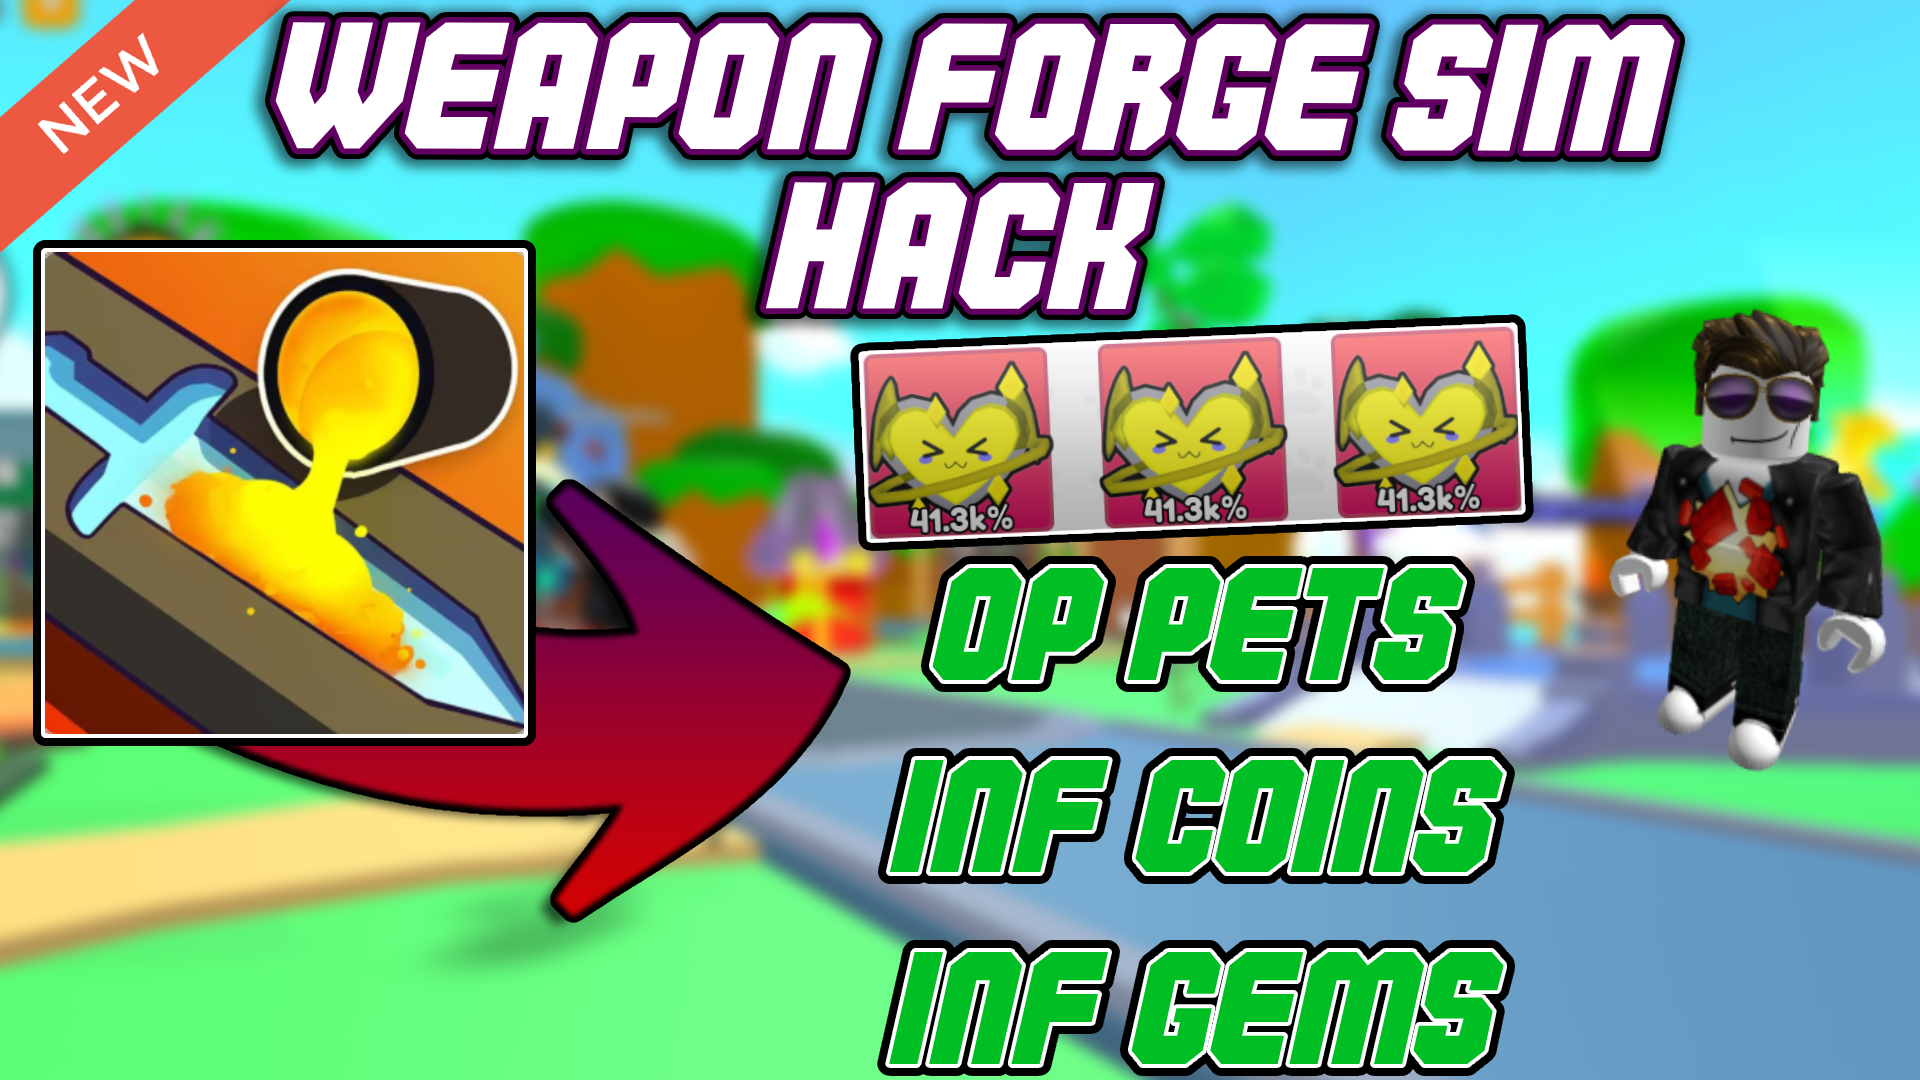 NEW
WEAPON FORGE SIM
HACK
41.3k% 41.3k% 41.3k%
OP PETS
INF COINS
INF GEMS